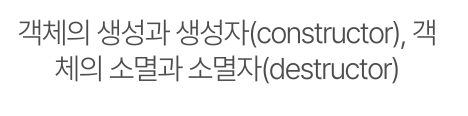 객체의 생성과 생성자(constructor), 객
체의 소멸과 소멸자(destructor)